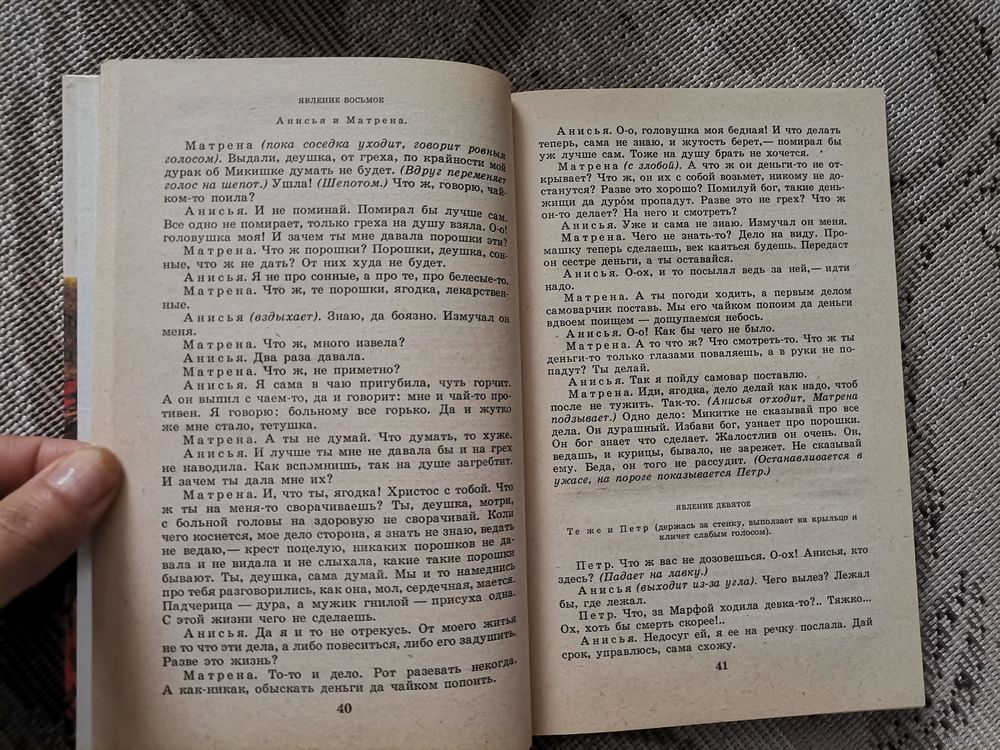 ЯВЛЕНИЕ ВОСЬМОЕ
Анисья и Матрена.
Матрена (пока соседка уходит, говорит ровным
голосом). Выдали, деушка, от греха, по крайности мой
дурак об Микишке думать не будет. (Вдруг переменяет
голос на шепот.) Ушла! (Шепотом.) Что ж, говорю, чай-
ком-то поила?
Анисья. И не поминай. Помирал бы лучше сам.
Все одно не помирает, только греха на душу взяла. О-о!
головушка моя! И зачем ты мне давала порошки эти?
Матрена. Что ж порошки? Порошки, деушка, сон-
ные, что ж не дать? От них худа не будет.
Анисья. Я не про сонные, а про те, про белесые-то.
Матрена. Что ж, те порошки, ягодка, лекарствен-
ные.
Анисья (вздыхает). Знаю, да боязно. Измучал он
меня.
Матрена. Что ж, много извела?
Анисья. Два раза давала.
Матрена. Что ж, не приметно?
Анисья. Я сама в чаю пригубила, чуть горчит.
А он выпил с чаем-то, да и говорит: мне и чай-то про-
тивен. Я говорю: больному все горько. Да и жутко
же мне стало, тетушка.
Матрена. А ты не думай. Что думать, то хуже.
Анисья. И лучше ты мне не давала бы и на грех
не наводила. Как вспомнишь, так на душе загребтит.
И зачем ты дала мне их?
Матрена. И, что ты, ягодка! Христос с тобой. Что
ж ты на меня-то сворачиваешь? Ты, деушка, мотри,
с больной головы на здоровую не сворачивай. Коли
чего коснется, мое дело сторона, я знать не знаю, ведать
не ведаю,— крест поцелую, никаких порошков не да-
вала и не видала и не слыхала, какие такие порошки
бывают. Ты, деушка, сама думай. Мы и то намеднись
про тебя разговорились, как она, мол, сердечная, мается.
Падчерица — дура, а мужик гнилой — присуха одна.
С этой жизни чего не сделаешь.
Анисья. Да я и то не отрекусь. От моего житья
не то что эти дела, а либо повеситься, либо его задушить.
Разве это жизнь?
Матрена. То-то и дело. Рот разевать некогда.
А как-никак, обыскать деньги да чайком попоить.
40
Анисья. О-о, головушка моя бедная! И что делать
теперь, сама не знаю, и жутость берет,— помирал бы
уж лучше сам. Тоже на душу брать не хочется.
Матрена (с злобой). А что ж он деньги-то не от-
крывает? Что ж, он их с собой возьмет, никому не до-
станутся? Разве это хорошо? Помилуй бог, такие день-
жищи да дуро́м пропадут. Разве это не грех? Что ж
он-то делает? На него и смотреть?
Анисья. Уже и сама не знаю. Измучал он меня.
Матрена. Чего не знать-то? Дело на виду. Про-
машку теперь сделаешь, век каяться будешь. Передаст
он сестре деньги, а ты оставайся.
Анисья. О-ох, и то посылал ведь за ней,— идти
надо.
Матрена. А ты погоди ходить, а первым делом
самоварчик поставь. Мы его чайком попоим да деньги
вдвоем поищем — дощупаемся небось.
Анисья. О-о! Как бы чего не было.
Матрена. А то что ж? Что смотреть-то. Что ж ты
деньги-то только глазами поваляешь, а в руки не по-
падут? Ты делай.
Анисья. Так я пойду самовар поставлю.
Матрена. Иди, ягодка, дело делай как надо, чтоб
после не тужить. Так-то. (Анисья отходит, Матрена
подзывает.) Одно дело: Микитке не сказывай про все
дела. Он дурашный. Избави бог, узнает про порошки.
Он бог знает что сделает. Жалостлив он очень. Он,
ведашь, и курицы, бывало, не зарежет. Не сказывай
ему. Беда, он того не рассудит. (Останавливается в
ужасе, на пороге показывается Петр.)
ЯВЛЕНИЕ ДЕВЯТОЕ
Те же и Петр (держась за стенку, выползает на крыльцо и
кличет слабым голосом).
Петр. Что ж вас не дозовешься. О-ох! Анисья, кто
здесь? (Падает на лавку.)
Анисья (выходит из-за угла). Чего вылез? Лежал
бы, где лежал.
Петр. Что, за Марфой ходила девка-то?.. Тяжко...
Ох, хоть бы смерть скорее!..
Анисья. Недосуг ей, я ее на речку послала. Дай
срок, управлюсь, сама схожу.
41